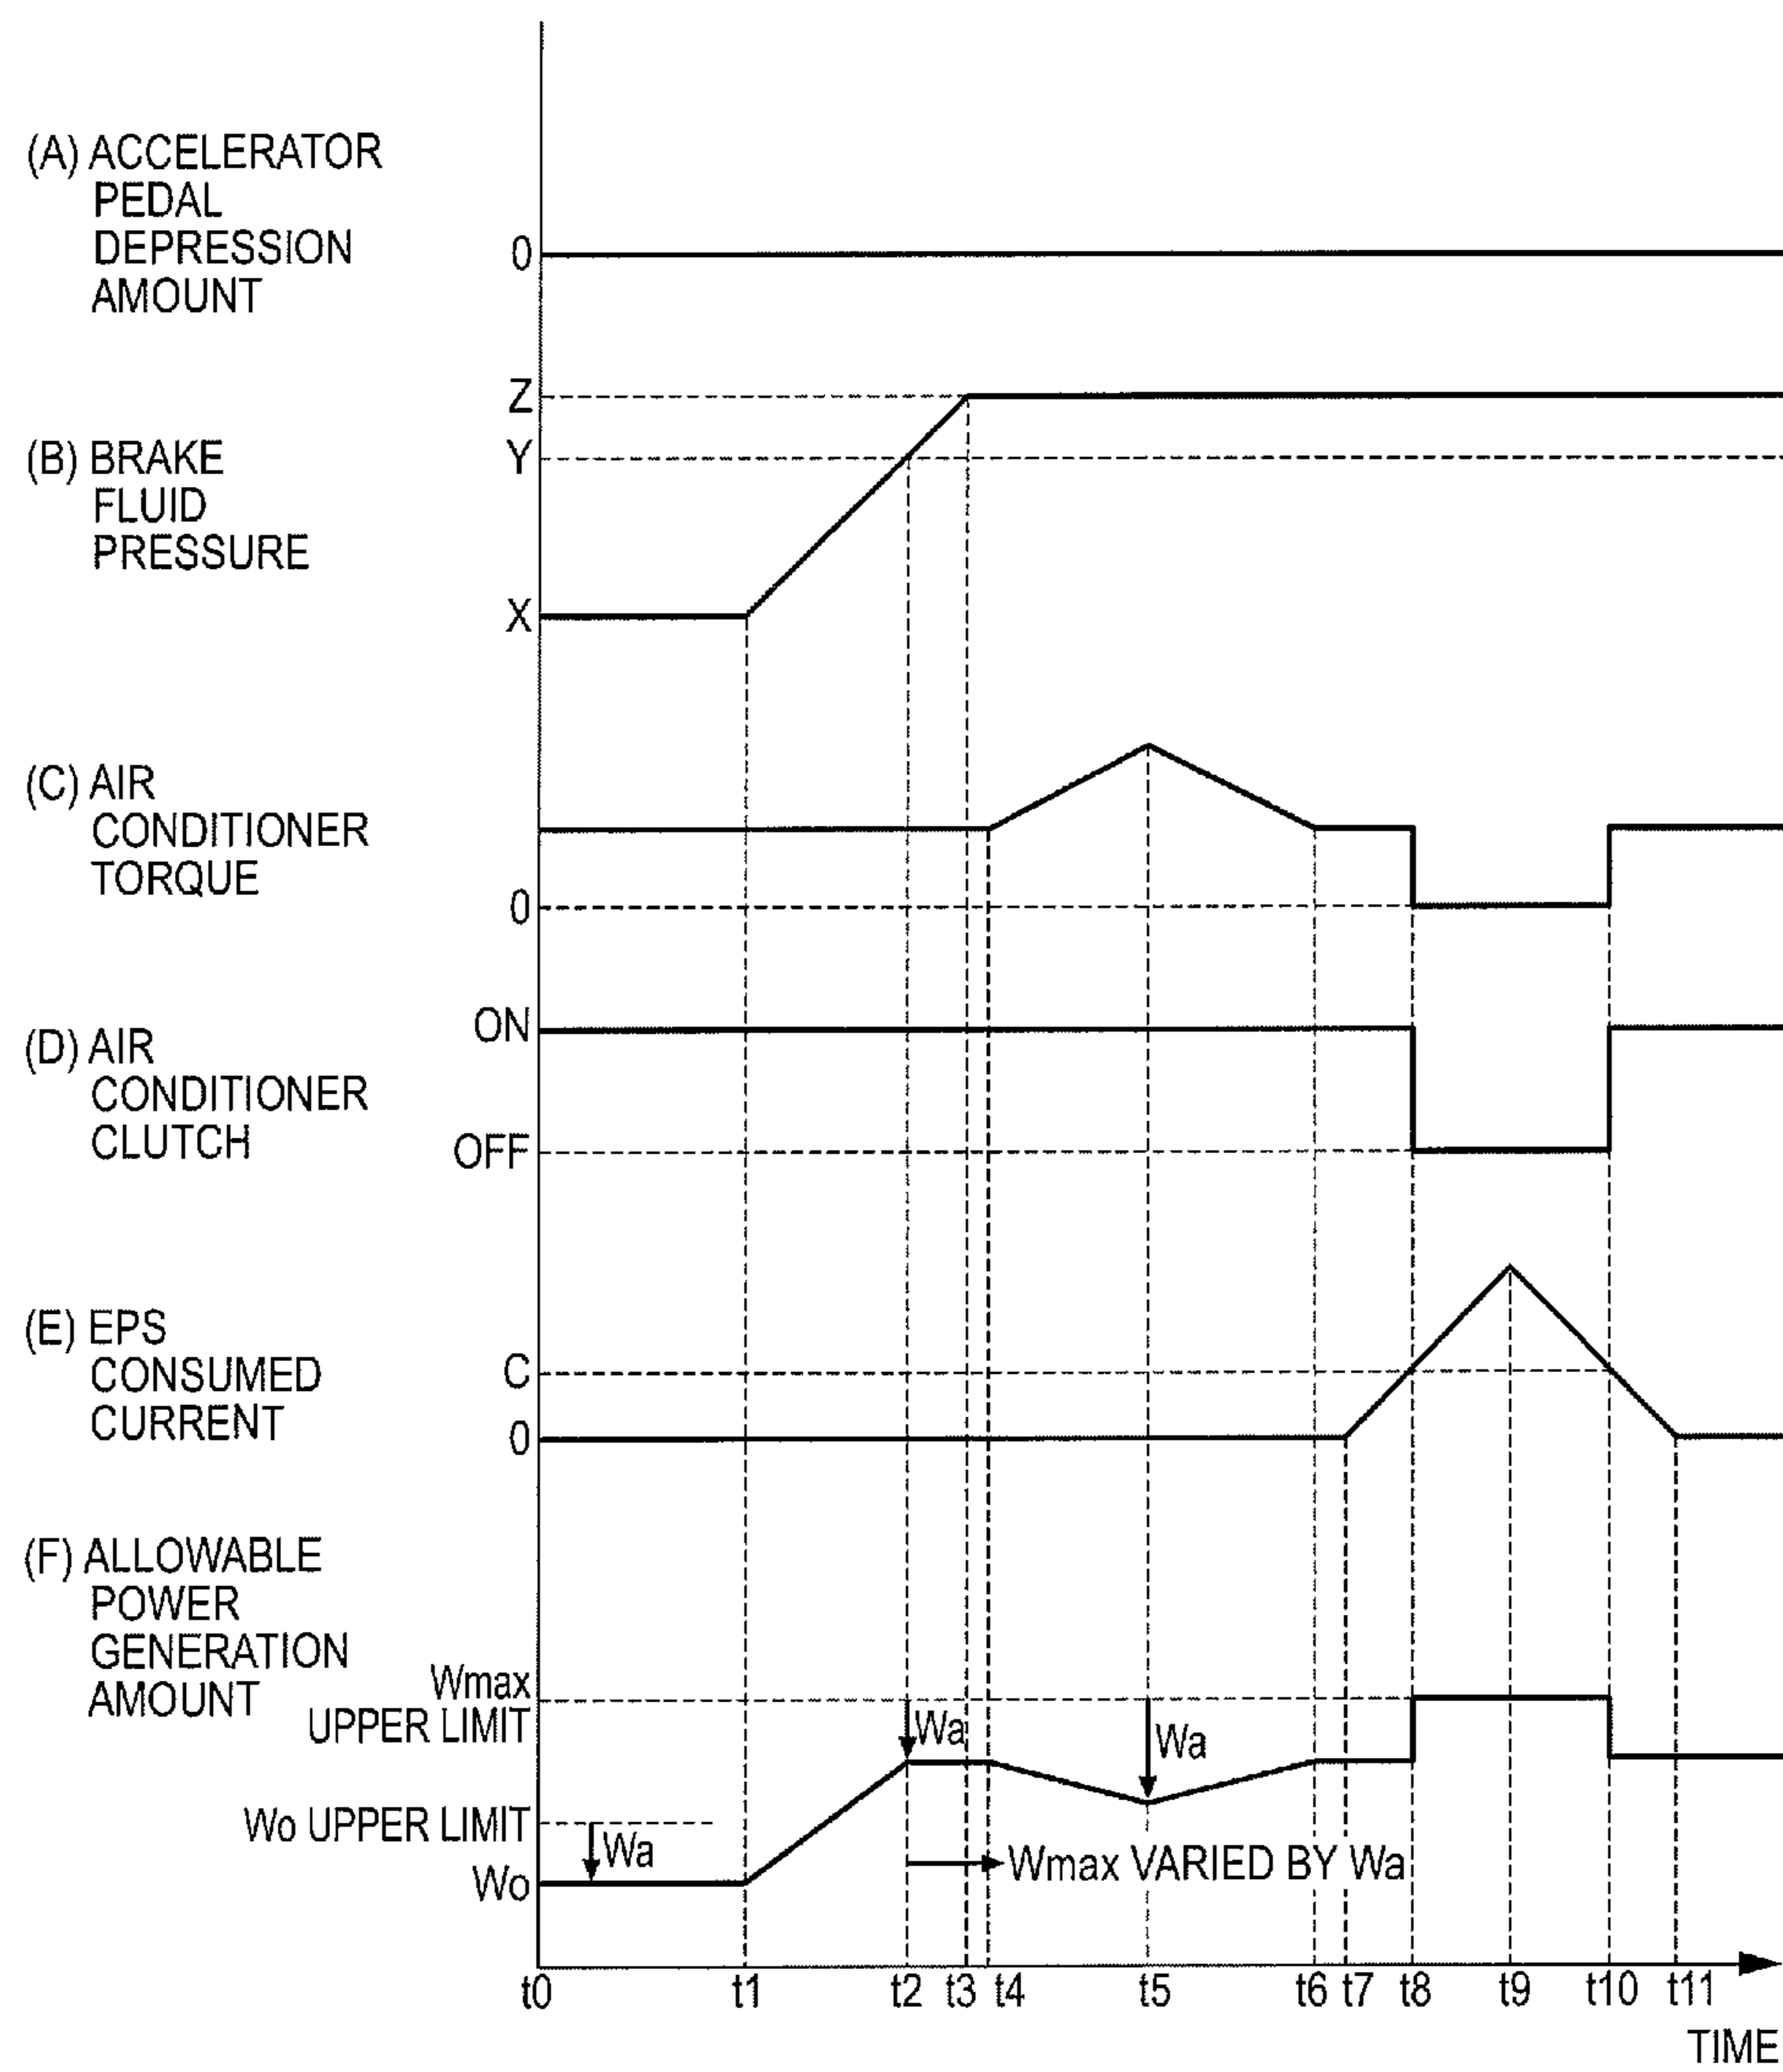 (A) ACCELERATOR
PEDAL
DEPRESSION
AMOUNT
0
Z
(B) BRAKE
FLUID
PRESSURE
Y
X
(C) AIR
CONDITIONER
TORQUE
0
ON
(D) AIR
CONDITIONER
CLUTCH
OFF
(E) EPS
CONSUMED
CURRENT
C
0
(F) ALLOWABLE
POWER
GENERATION
AMOUNT
Wmax
UPPER LIMIT
Wa
Wa
Wo UPPER LIMIT
Wa
Wo
Wmax VARIED BY Wa
t0 t1 t2 t3 t4 t5 t6 t7 t8 t9 t10 t11
TIME